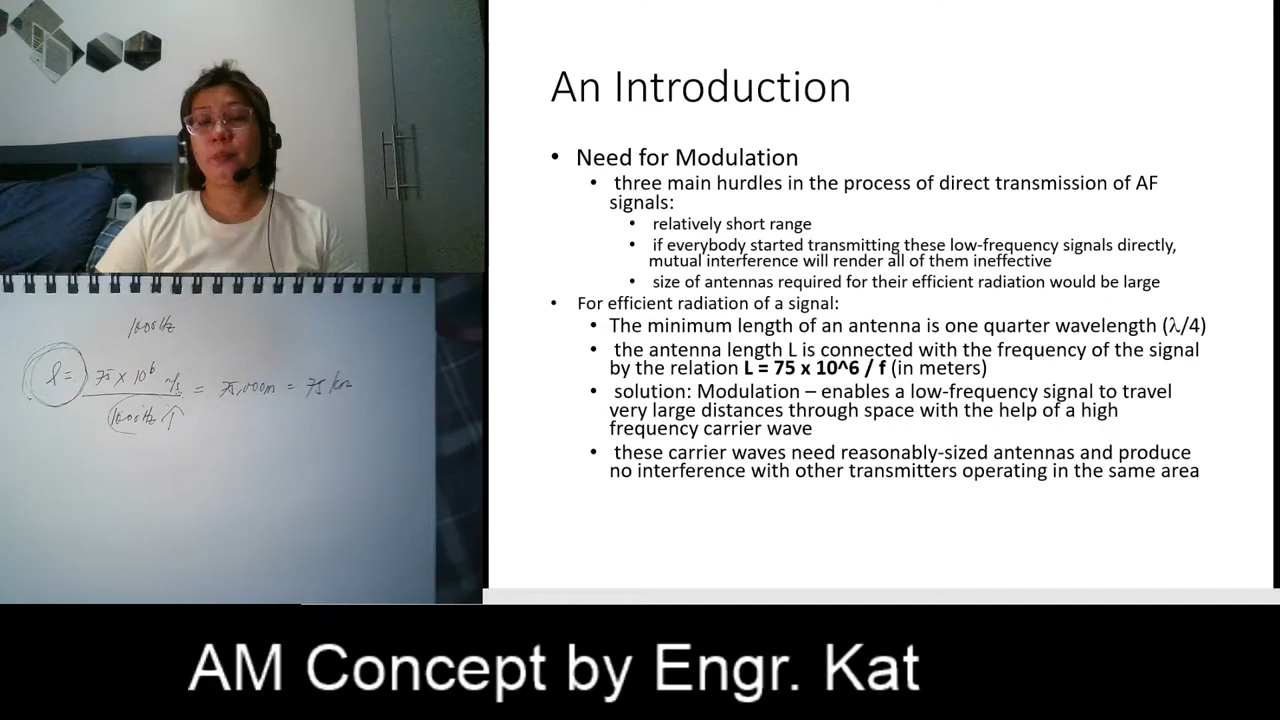 An Introduction
• Need for Modulation
• three main hurdles in the process of direct transmission of AF
signals:
• relatively short range
• if everybody started transmitting these low-frequency signals directly,
mutual interference will render all of them ineffective
• size of antennas required for their efficient radiation would be large
• For efficient radiation of a signal:
• The minimum length of an antenna is one quarter wavelength (λ/4)
• the antenna length L is connected with the frequency of the signal
by the relation L = 75 x 10^6 / f (in meters)
• solution: Modulation – enables a low-frequency signal to travel
very large distances through space with the help of a high
frequency carrier wave
• these carrier waves need reasonably-sized antennas and produce
no interference with other transmitters operating in the same area
1000Hz
l = 75 x 10^6 m/s = 75,000m = 75 km
1000Hz ↑
AM Concept by Engr. Kat